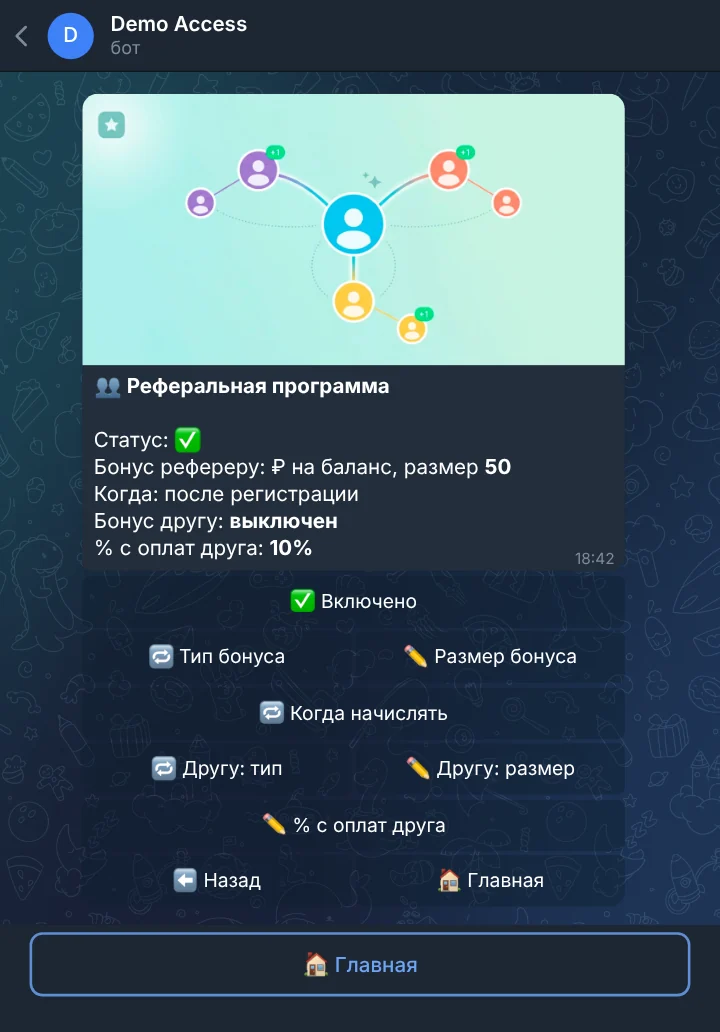 D
Demo Access
бот
+1
+1
+1
👥 Реферальная программа
Статус: ✅
Бонус рефереру: ₽ на баланс, размер 50
Когда: после регистрации
Бонус другу: выключен
% с оплат друга: 10%
18:42
✅ Включено
🔁 Тип бонуса
✏️ Размер бонуса
🔁 Когда начислять
🔁 Другу: тип
✏️ Другу: размер
✏️ % с оплат друга
⬅️ Назад
🏠 Главная
🏠 Главная